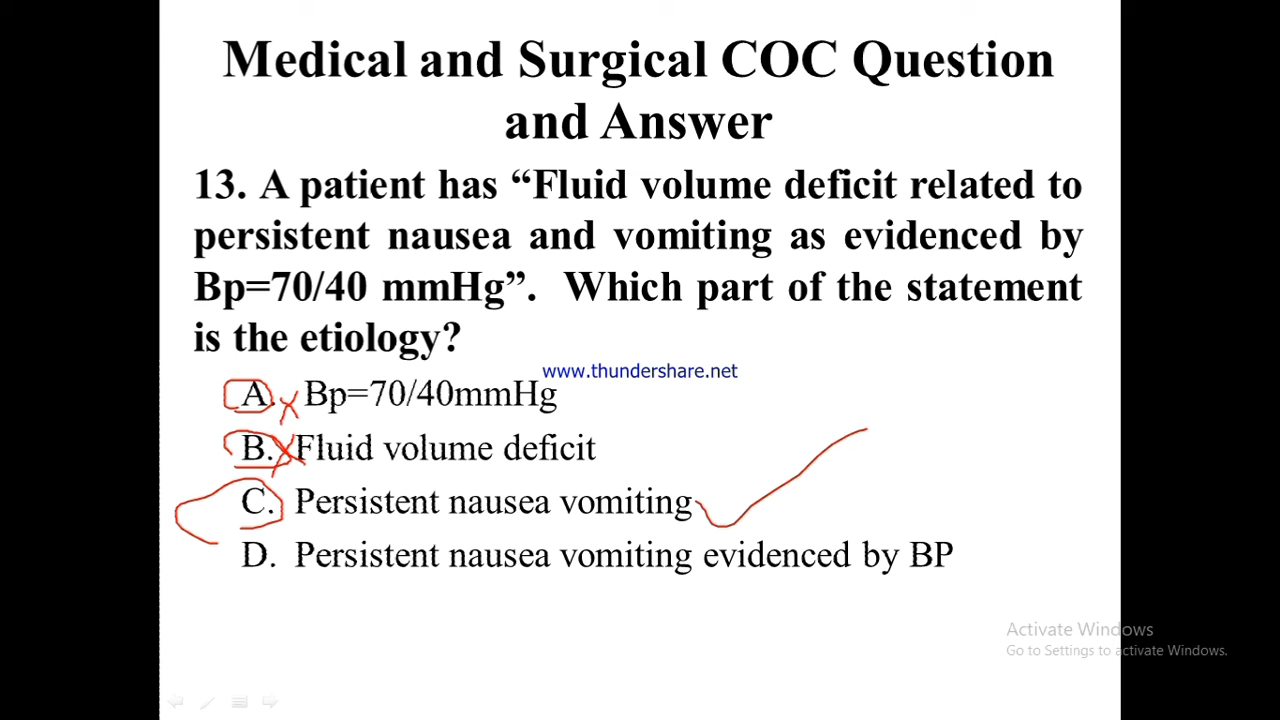 Medical and Surgical COC Question
and Answer
13. A patient has “Fluid volume deficit related to
persistent nausea and vomiting as evidenced by
Bp=70/40 mmHg”. Which part of the statement
is the etiology?
www.thundershare.net
A. Bp=70/40mmHg
B. Fluid volume deficit
C. Persistent nausea vomiting
D. Persistent nausea vomiting evidenced by BP
Activate Windows
Go to Settings to activate Windows.